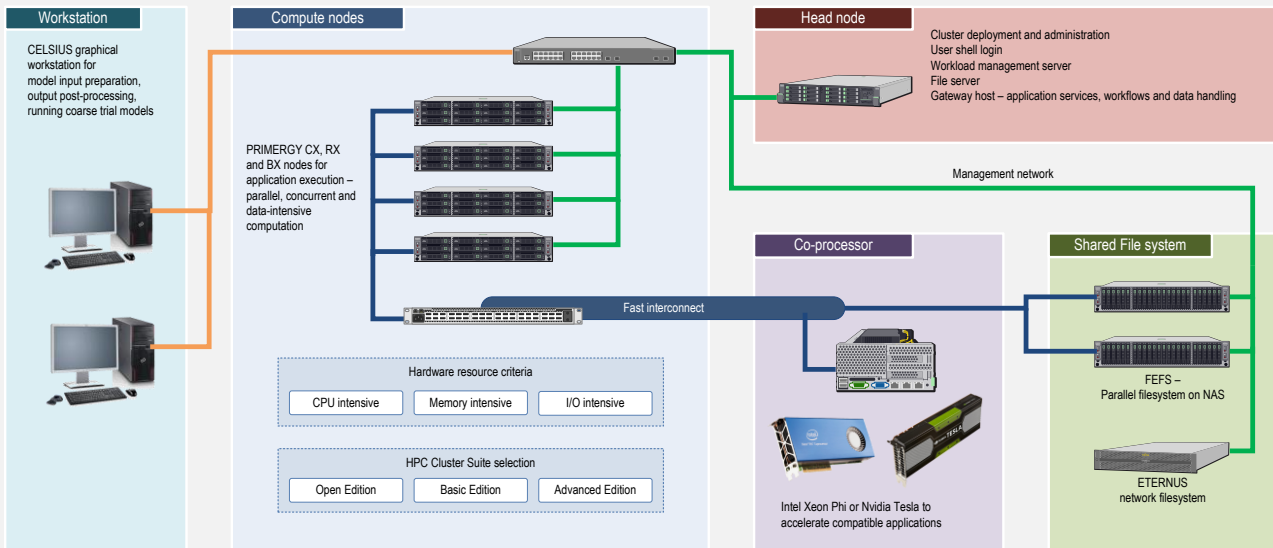 Workstation
CELSIUS graphical
workstation for
model input preparation,
output post-processing,
running coarse trial models
Compute nodes
PRIMERGY CX, RX
and BX nodes for
application execution –
parallel, concurrent and
data-intensive
computation
Fast interconnect
Hardware resource criteria
CPU intensive
Memory intensive
I/O intensive
HPC Cluster Suite selection
Open Edition
Basic Edition
Advanced Edition
Head node
Cluster deployment and administration
User shell login
Workload management server
File server
Gateway host – application services, workflows and data handling
Management network
Co-processor
TESLA
Intel Xeon Phi or Nvidia Tesla to
accelerate compatible applications
Shared File system
FEFS –
Parallel filesystem on NAS
ETERNUS
network filesystem